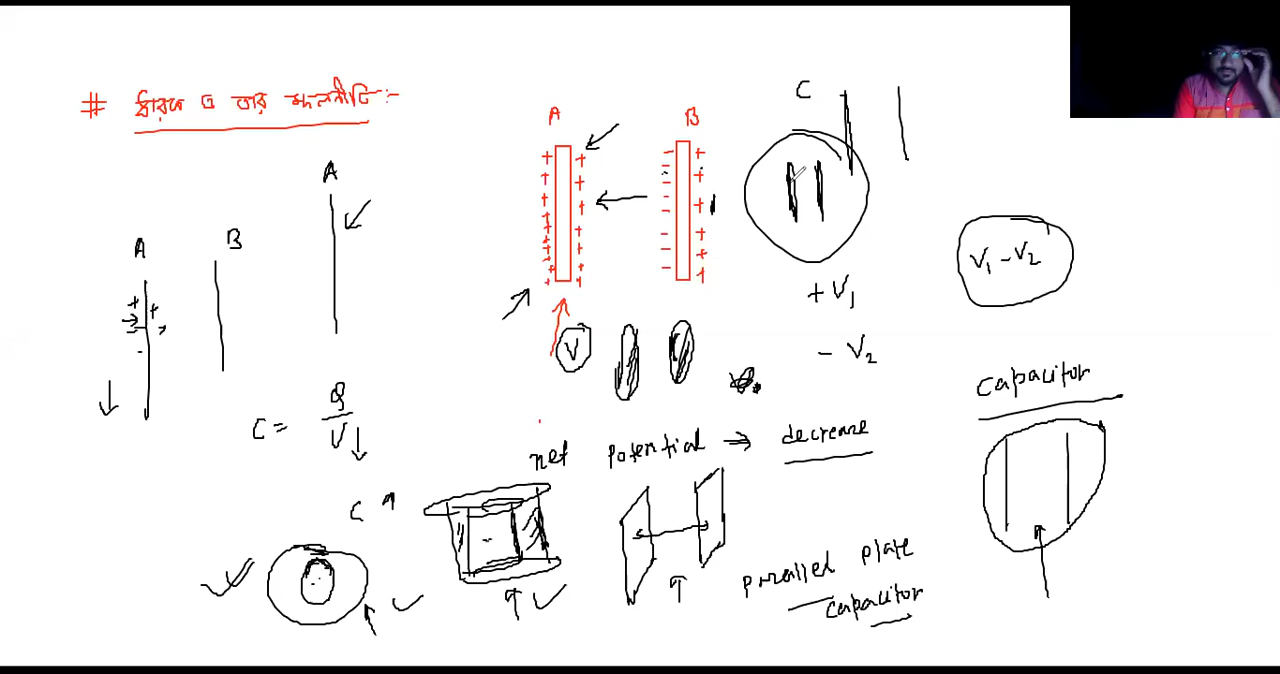 # ধারক ও তার মূলনীতি :-
A
B
C
A
A
B
+ V₁
- V₂
V₁ - V₂
V
C = Q / V ↓
C ↑
net potential ⇒ decrease
Capacitor
parallel plate
capacitor